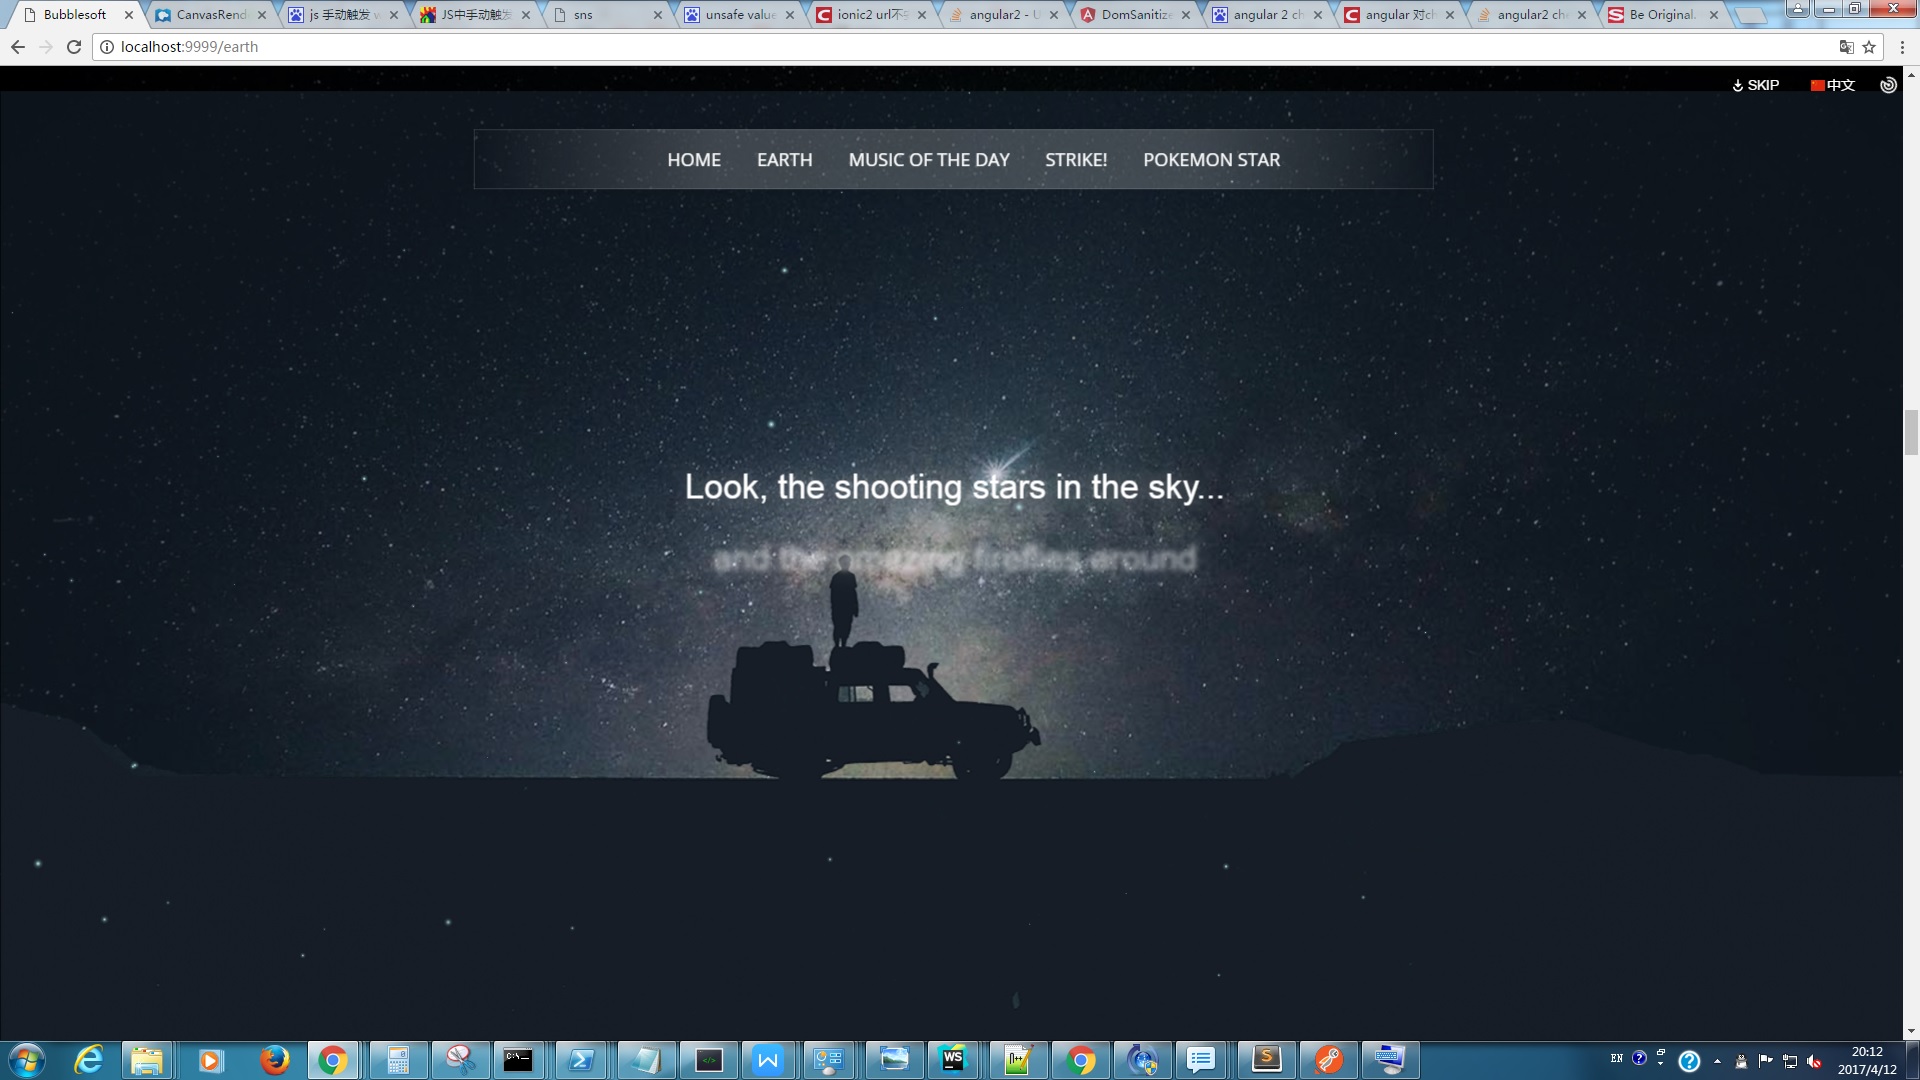 Bubblesoft
CanvasRend
js 手动触发 w
JS中手动触发
sns
unsafe value
ionic2 url不
angular2 - U
DomSanitize
angular 2 ch
angular 对ch
angular2 che
Be Original.
localhost:9999/earth
SKIP
中文
HOME
EARTH
MUSIC OF THE DAY
STRIKE!
POKEMON STAR
Look, the shooting stars in the sky...
and the amazing fireflies around
EN
20:12
2017/4/12